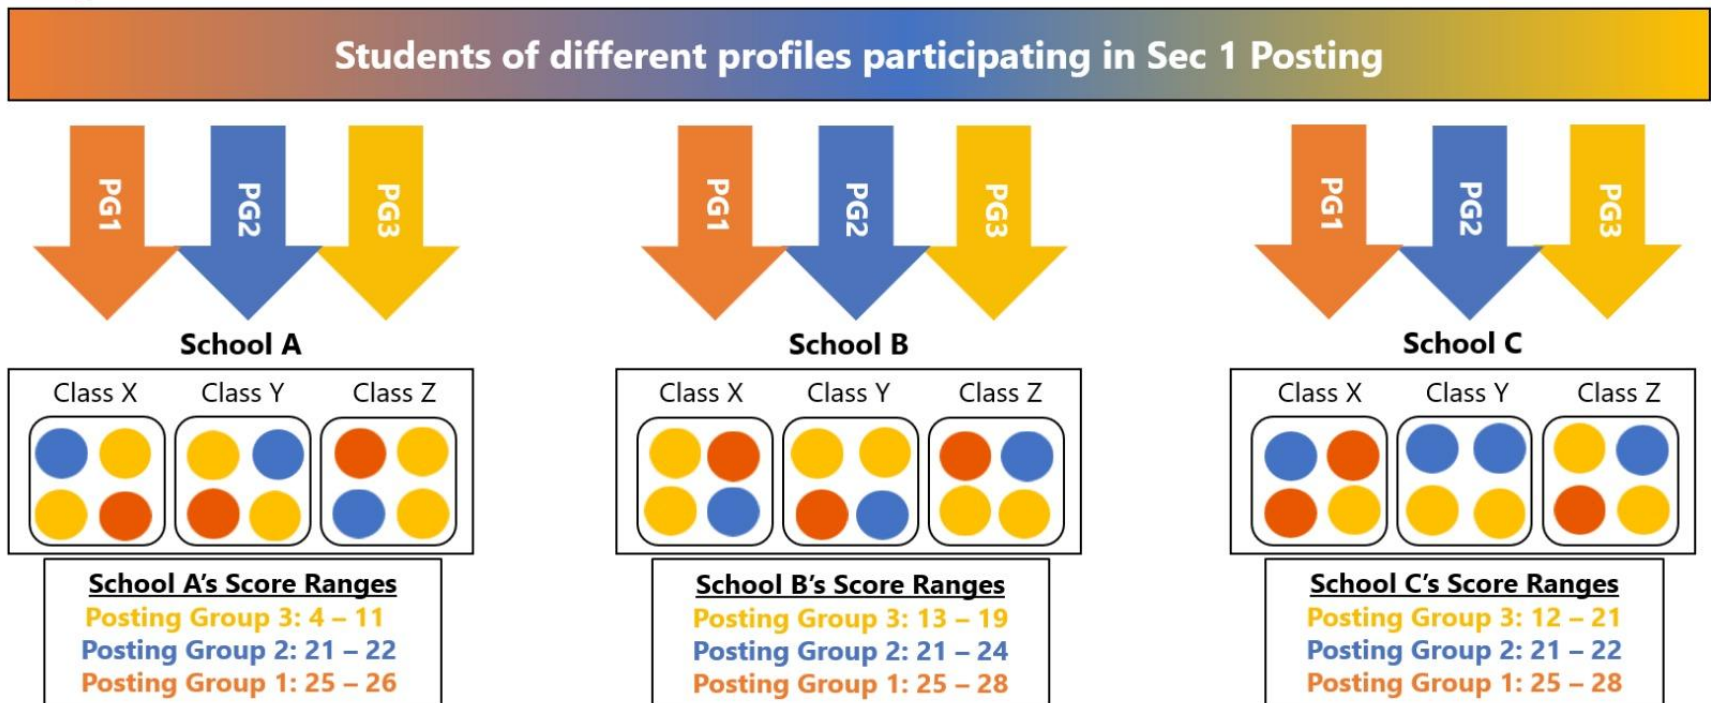 Students of different profiles participating in Sec 1 Posting
PG1
PG2
PG3
PG1
PG2
PG3
PG1
PG2
PG3
School A
Class X
Class Y
Class Z
School A's Score Ranges
Posting Group 3: 4 – 11
Posting Group 2: 21 – 22
Posting Group 1: 25 – 26
School B
Class X
Class Y
Class Z
School B's Score Ranges
Posting Group 3: 13 – 19
Posting Group 2: 21 – 24
Posting Group 1: 25 – 28
School C
Class X
Class Y
Class Z
School C's Score Ranges
Posting Group 3: 12 – 21
Posting Group 2: 21 – 22
Posting Group 1: 25 – 28